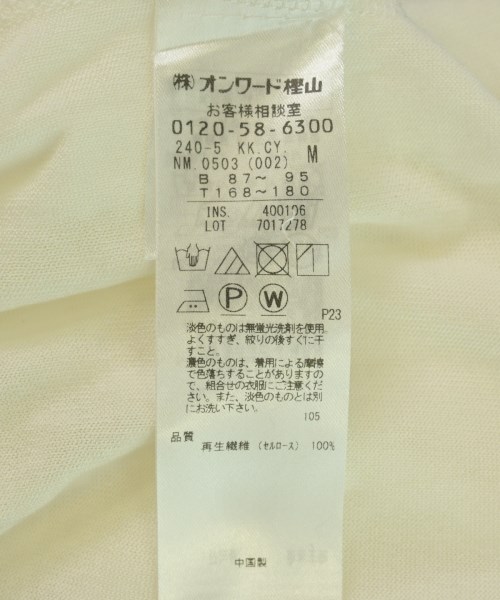 (株)オンワード樫山
お客様相談室
0120-58-6300
240-5 KK.CY. M
NM.0503 (002)
B 87～ 95
T 168～180
INS. 400106
LOT 7017278
P W
P23
淡色のものは無蛍光洗剤を使用、
よくすすぎ、絞りの後すぐに干
すこと。
濃色のものは、着用による摩擦
で色落ちすることがありますの
で、組合せの衣服にご注意くだ
さい。また、淡色のものとは別
にお洗い下さい。
105
品質
再生繊維 (セルロース) 100%
中国製